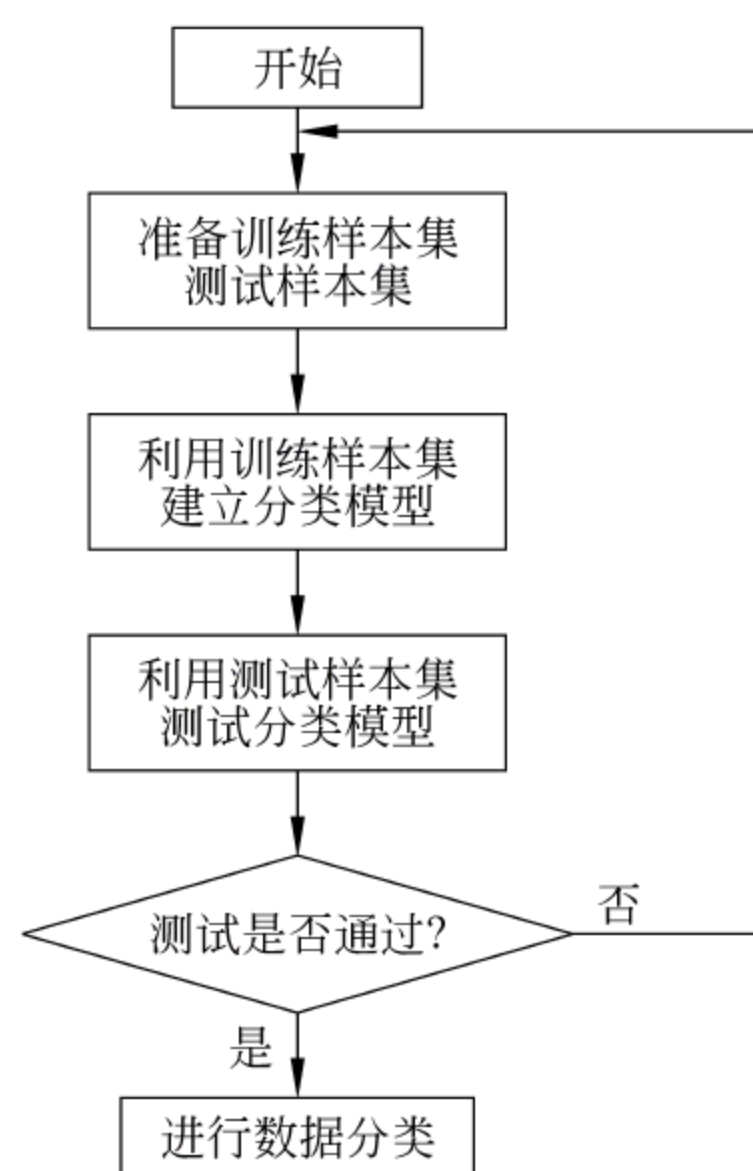 开始
准备训练样本集
测试样本集
利用训练样本集
建立分类模型
利用测试样本集
测试分类模型
测试是否通过?
否
是
进行数据分类